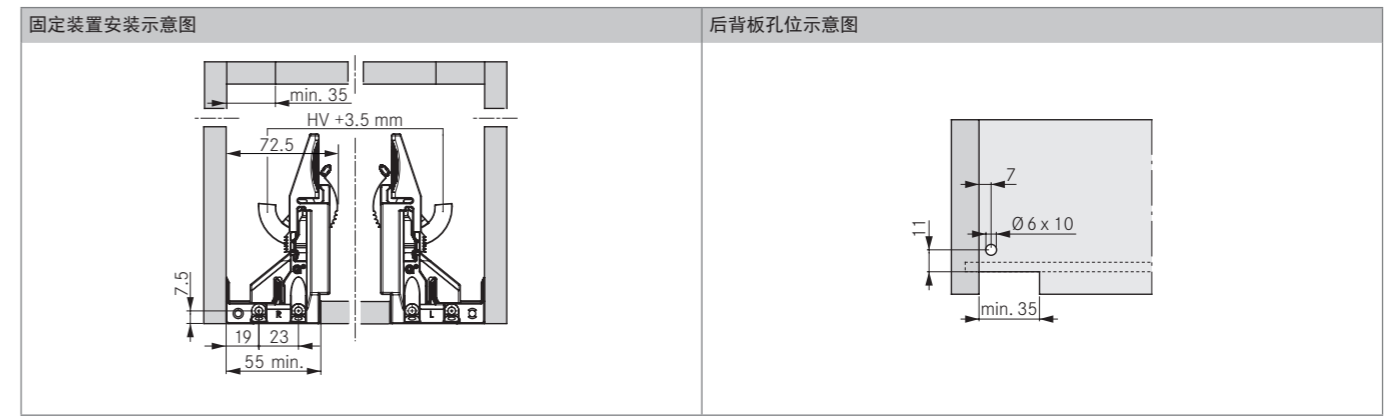 固定装置安装示意图
后背板孔位示意图
min. 35
HV +3.5 mm
72.5
7.5
R
L
19
23
55 min.
7
Ø 6 x 10
11
min. 35